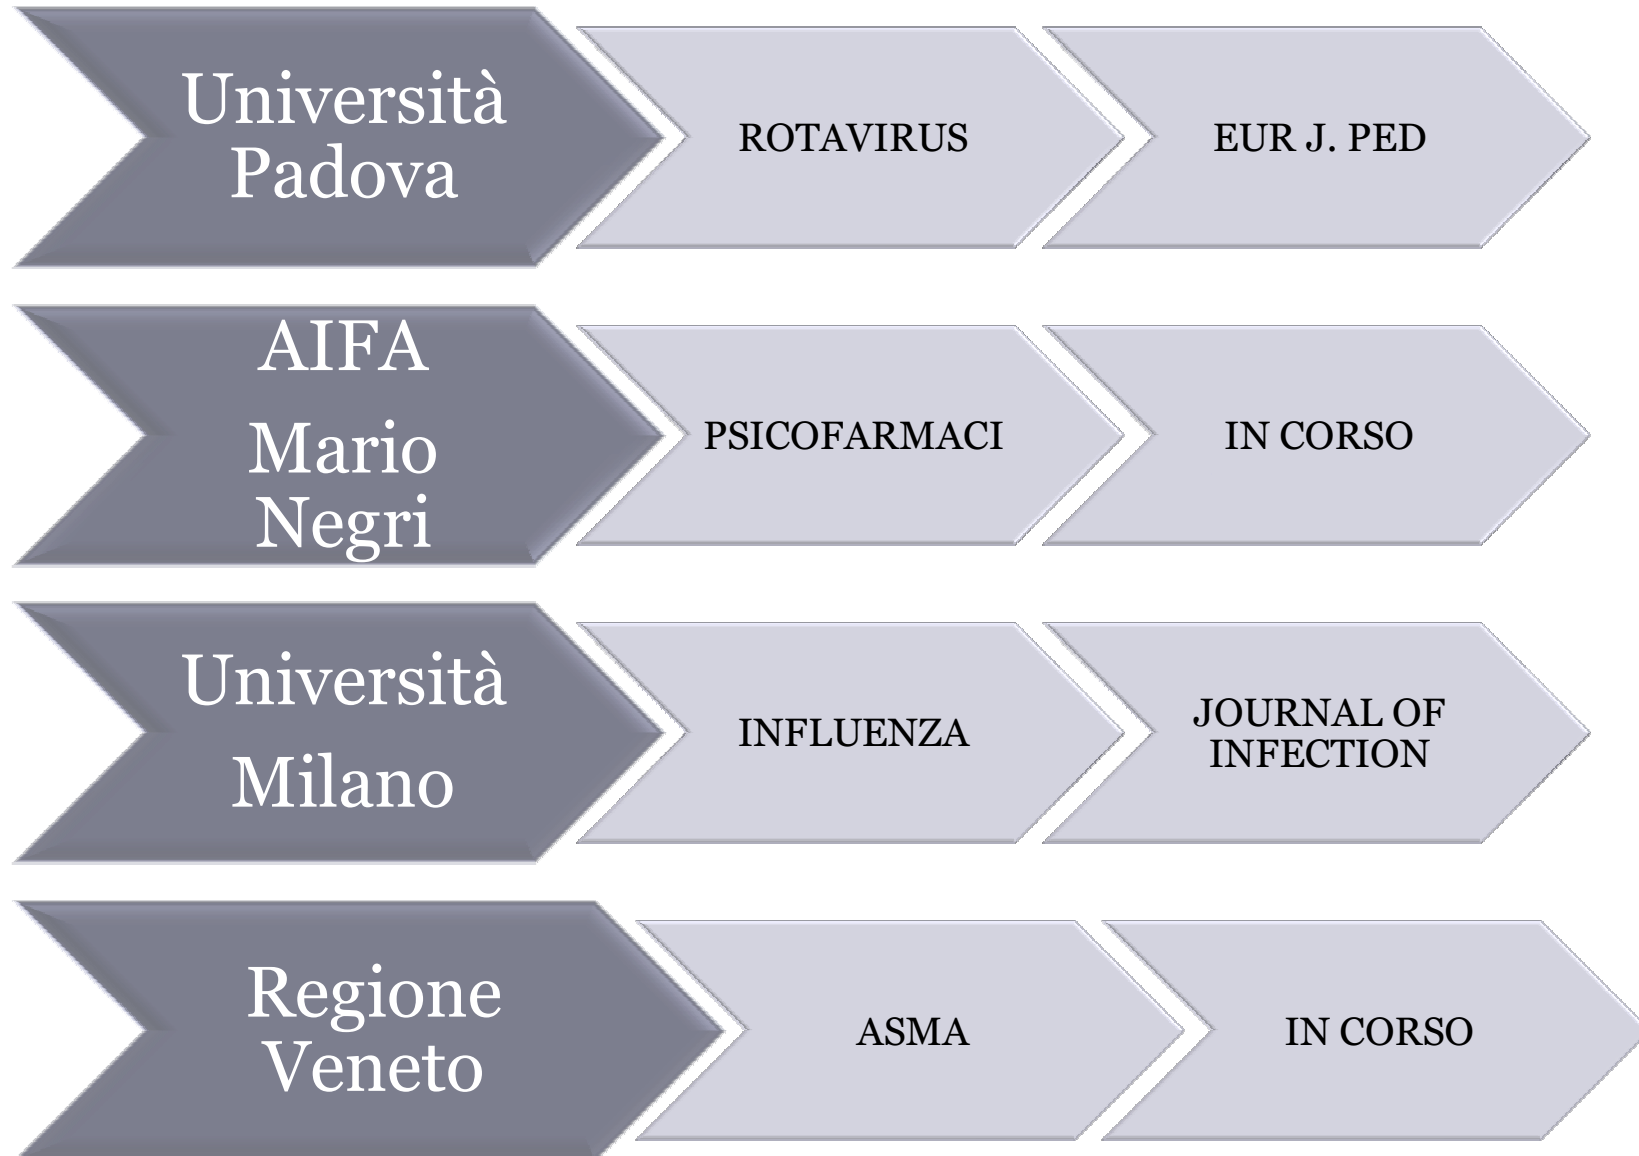 Università
Padova
ROTAVIRUS
EUR J. PED
AIFA
Mario
Negri
PSICOFARMACI
IN CORSO
Università
Milano
INFLUENZA
JOURNAL OF
INFECTION
Regione
Veneto
ASMA
IN CORSO